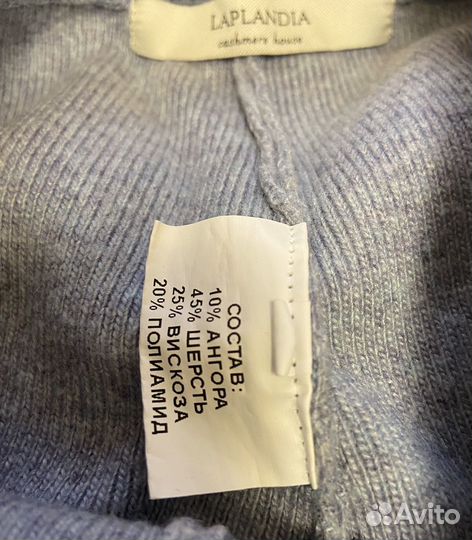 LAPLANDIA
cashmere house
СОСТАВ:
10% АНГОРА
45% ШЕРСТЬ
25% ВИСКОЗА
20% ПОЛИАМИД
Avito